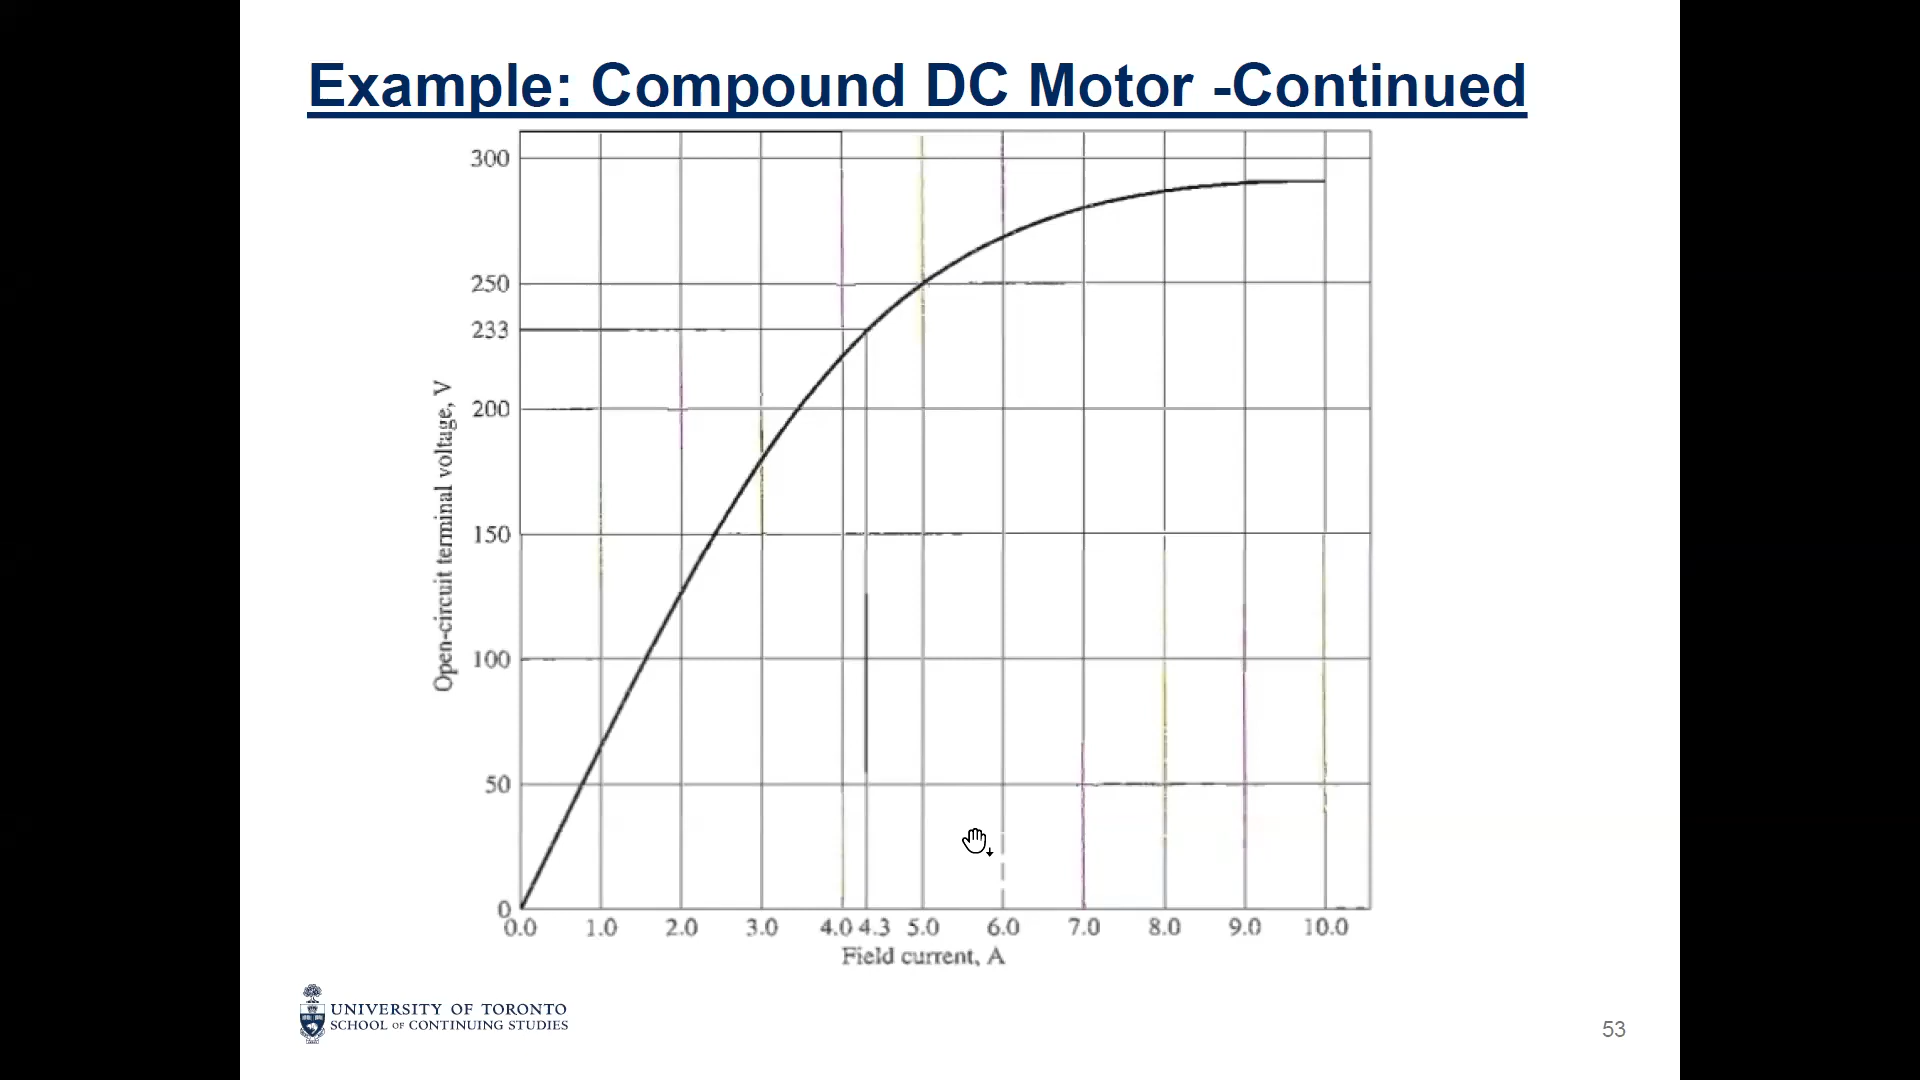 Example: Compound DC Motor -Continued
300
250
233
200
150
100
50
0
Open-circuit terminal voltage, V
0.0 1.0 2.0 3.0 4.0 4.3 5.0 6.0 7.0 8.0 9.0 10.0
Field current, A
UNIVERSITY OF TORONTO
SCHOOL OF CONTINUING STUDIES
53